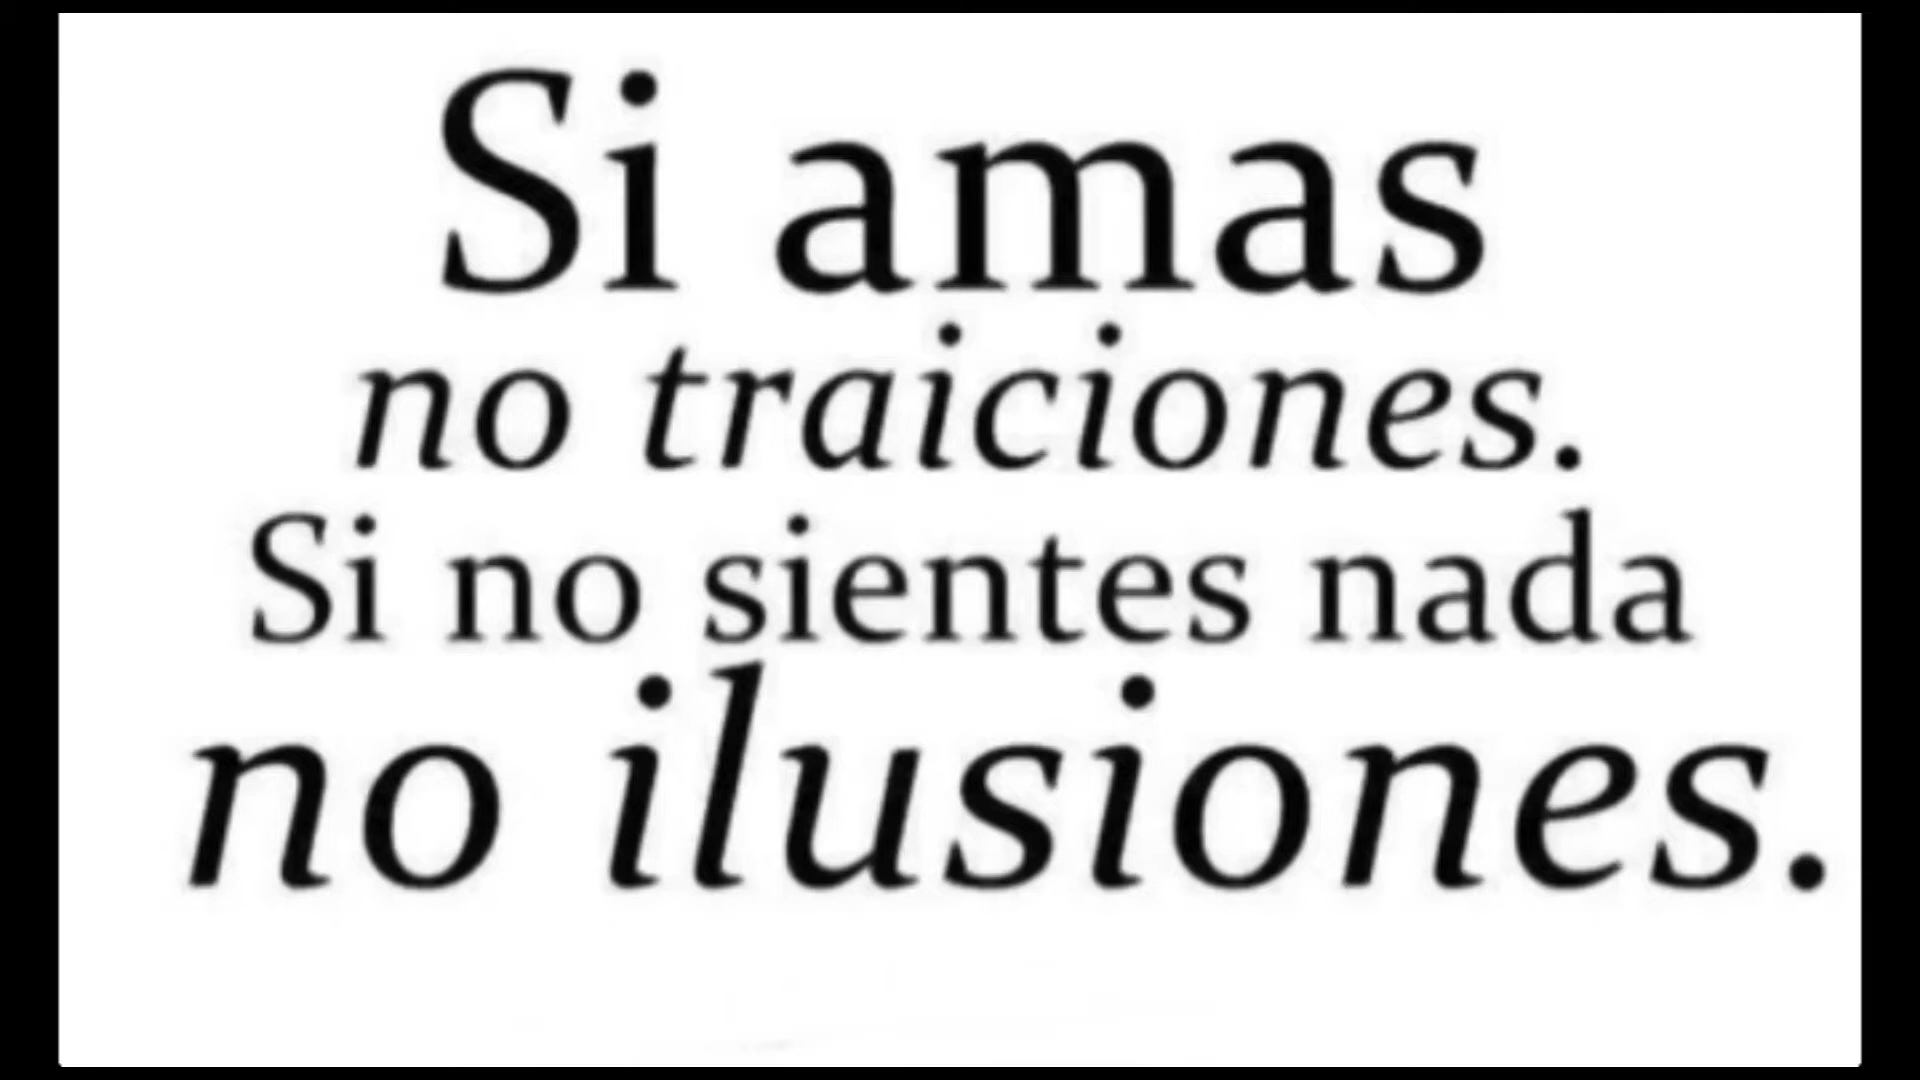 Si amas
no traiciones.
Si no sientes nada
no ilusiones.